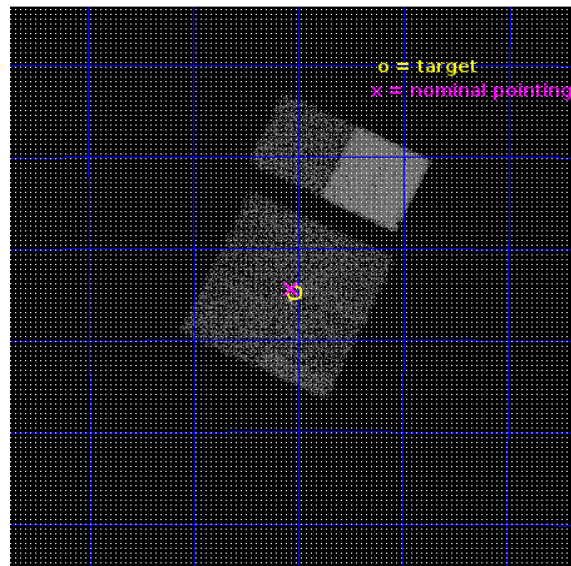 o = target
x = nominal pointing